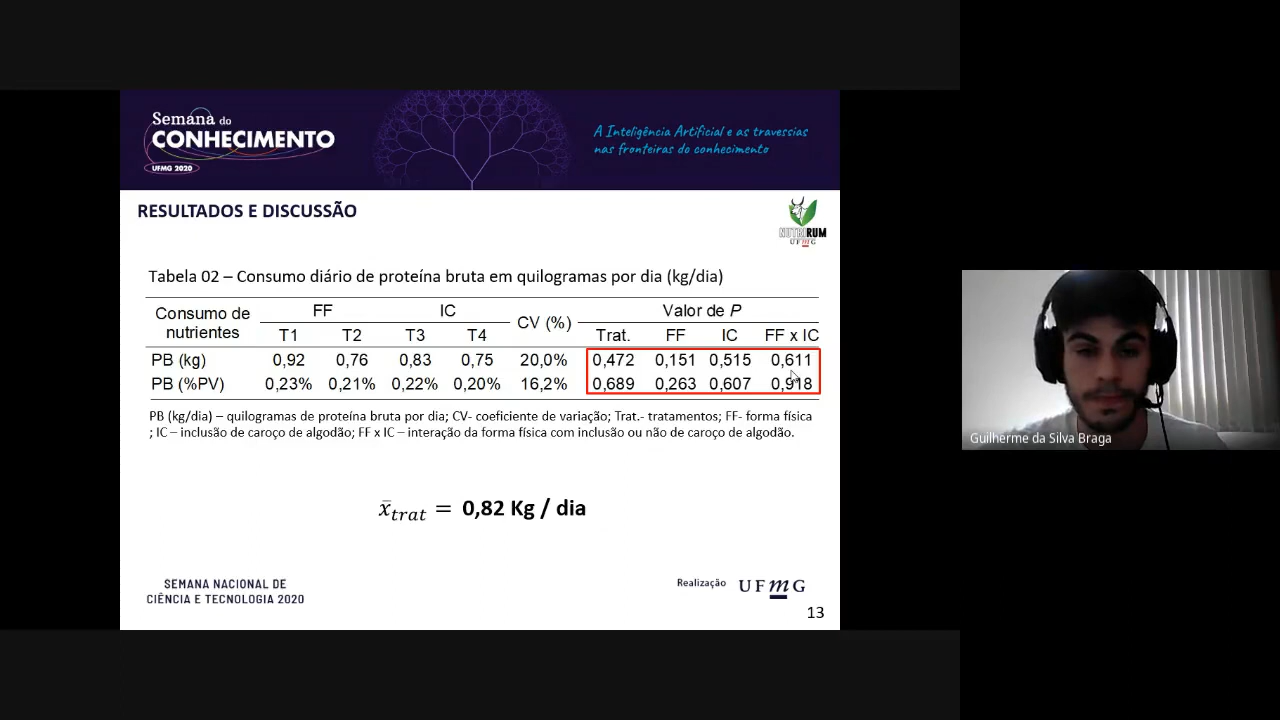 Semana do
CONHECIMENTO
UFMG 2020
A Inteligência Artificial e as travessias
nas fronteiras do conhecimento
RESULTADOS E DISCUSSÃO
NUTRIRUM
UFmG
Tabela 02 – Consumo diário de proteína bruta em quilogramas por dia (kg/dia)
Consumo de nutrientes FF IC CV (%) Valor de P
T1 T2 T3 T4 Trat. FF IC FF x IC
PB (kg) 0,92 0,76 0,83 0,75 20,0% 0,472 0,151 0,515 0,611
PB (%PV) 0,23% 0,21% 0,22% 0,20% 16,2% 0,689 0,263 0,607 0,918
PB (kg/dia) – quilogramas de proteína bruta por dia; CV- coeficiente de variação; Trat.- tratamentos; FF- forma física
; IC – inclusão de caroço de algodão; FF x IC – interação da forma física com inclusão ou não de caroço de algodão.
x̄trat = 0,82 Kg / dia
SEMANA NACIONAL DE
CIÊNCIA E TECNOLOGIA 2020
Realização UFmG
13
Guilherme da Silva Braga